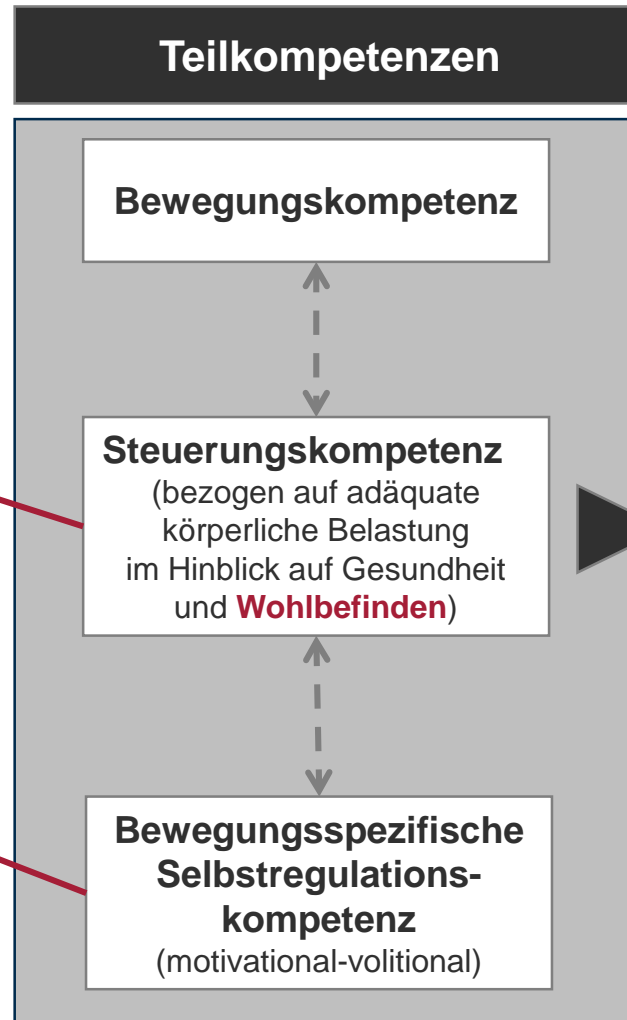 Teilkompetenzen
Bewegungskompetenz
Steuerungskompetenz
(bezogen auf adäquate
körperliche Belastung
im Hinblick auf Gesundheit
und Wohlbefinden)
Bewegungsspezifische
Selbstregulations-
kompetenz
(motivational-volitional)